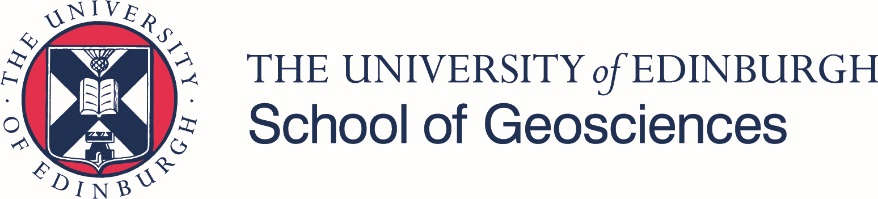 THE UNIVERSITY
OF EDINBURGH
THE UNIVERSITY of EDINBURGH
School of Geosciences